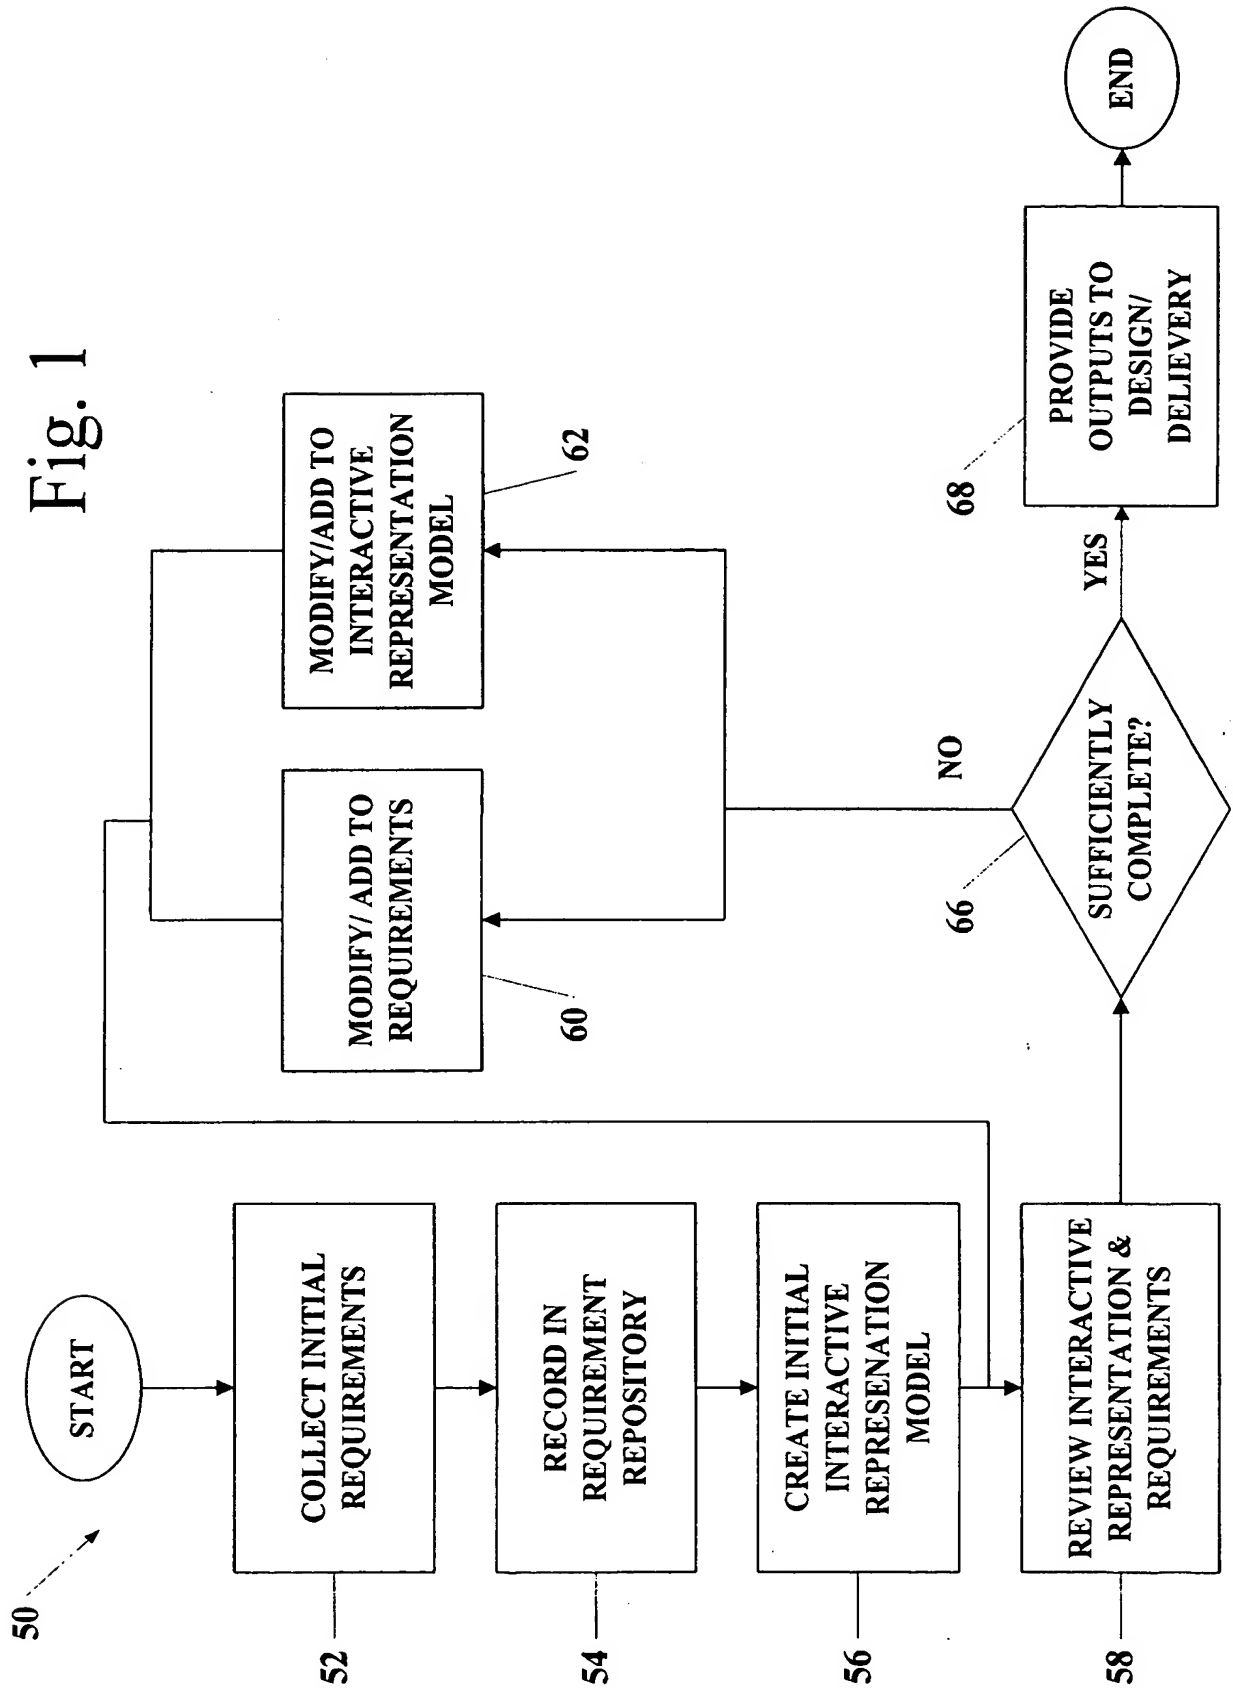 Fig. 1
50
START
52
COLLECT INITIAL
REQUIREMENTS
54
RECORD IN
REQUIREMENT
REPOSITORY
56
CREATE INITIAL
INTERACTIVE
REPRESENATION
MODEL
58
REVIEW INTERACTIVE
REPRESENTATION &
REQUIREMENTS
MODIFY/ ADD TO
REQUIREMENTS
60
MODIFY/ADD TO
INTERACTIVE
REPRESENTATION
MODEL
62
NO
66
SUFFICIENTLY
COMPLETE?
YES
68
PROVIDE
OUTPUTS TO
DESIGN/
DELIEVERY
END